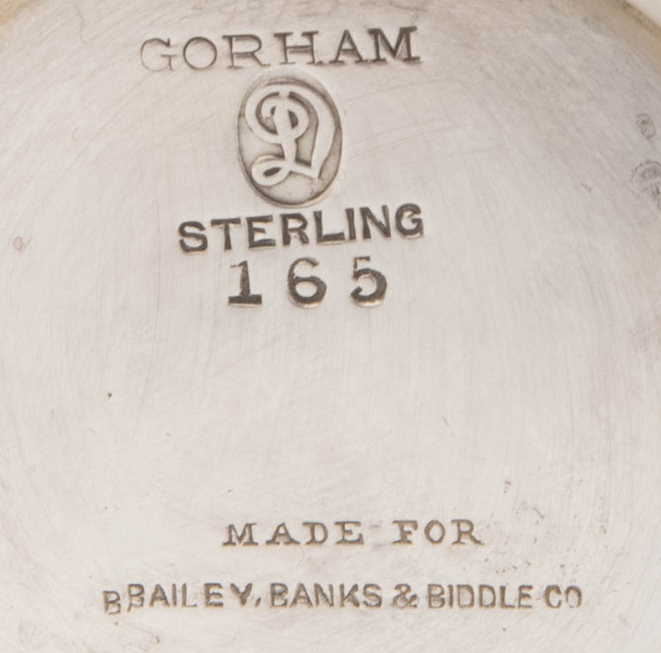 GORHAM
D
STERLING
165
MADE FOR
BBAILEY, BANKS & BIDDLE CO